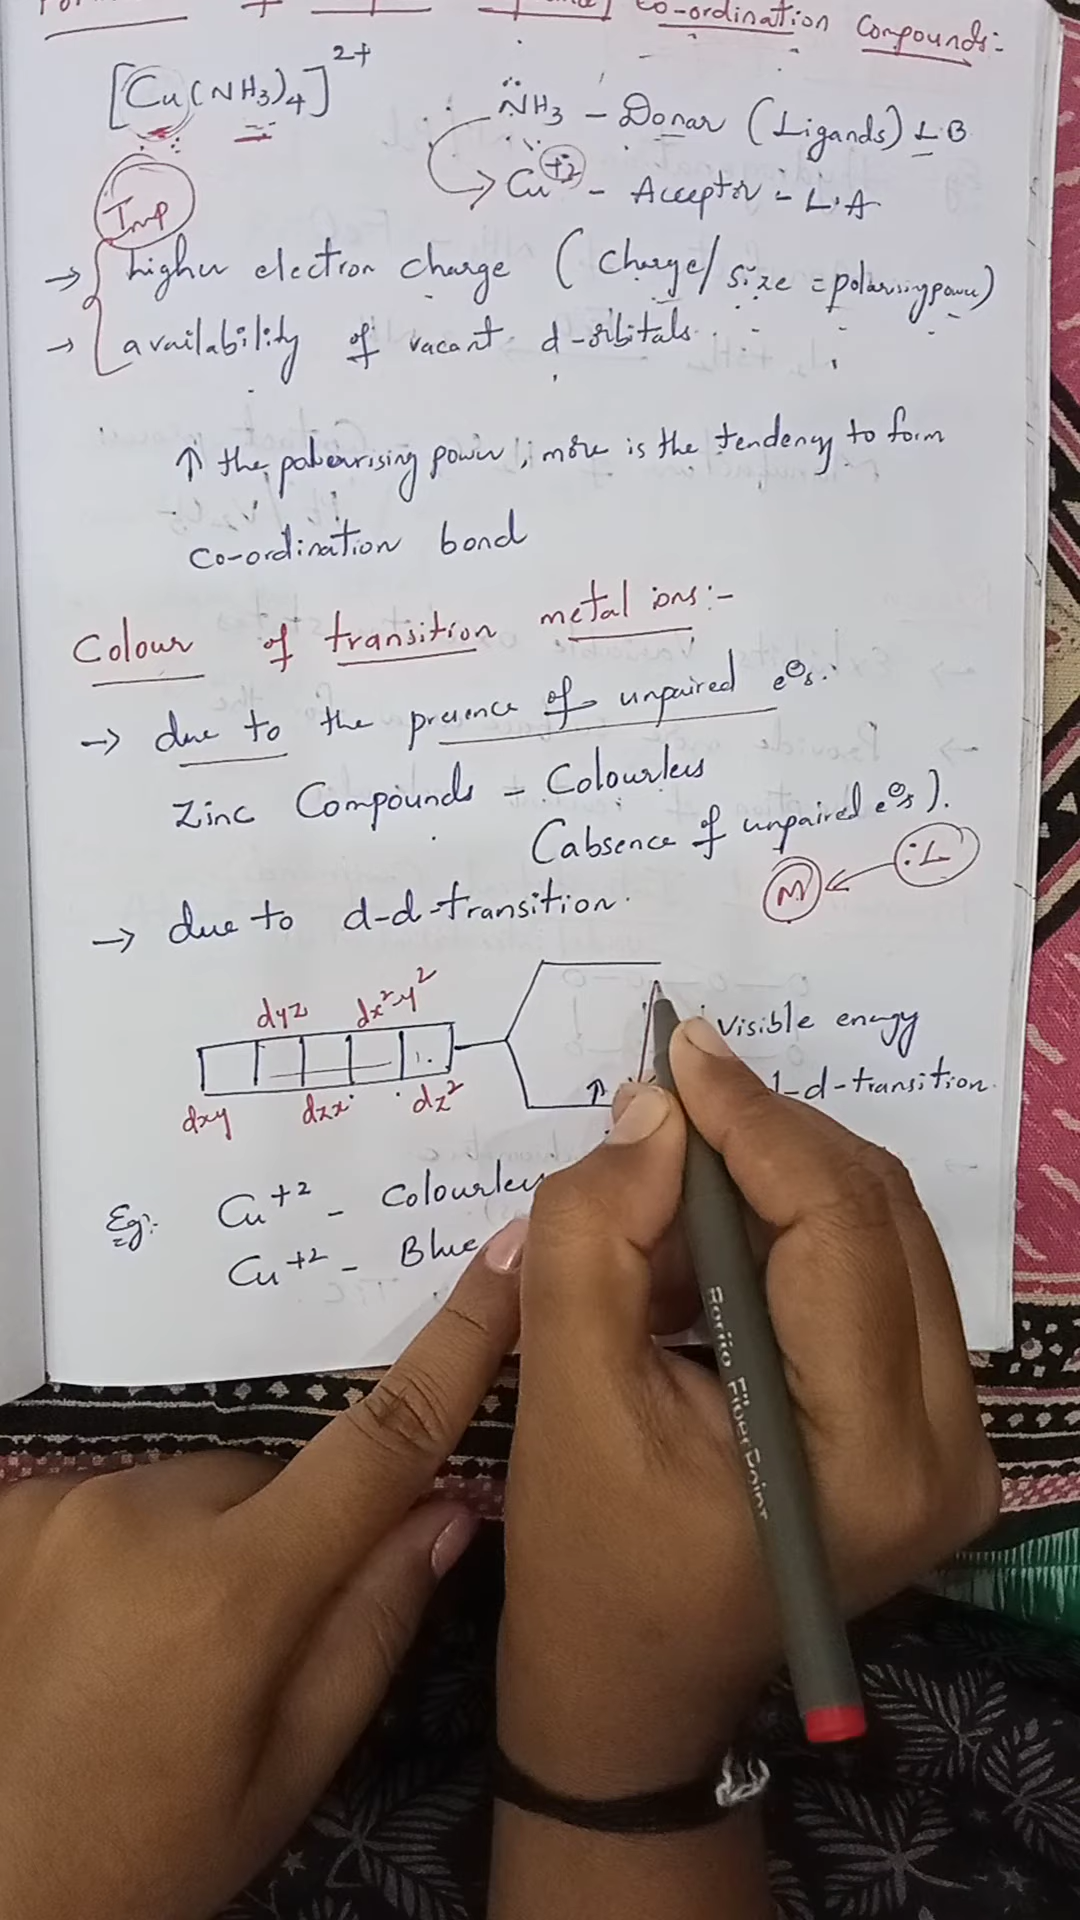 Co-ordination Compounds:-
[Cu(NH3)4]2+
N̈H3 - Donar (Ligands) L.B
Cu+2 - Acceptor - L.A.
Imp
→ higher electron charge (charge/size = polarising power)
→ availability of vacant d-orbitals.
↑ the polarising power, more is the tendency to form
co-ordination bond
Colour of transition metal ions:-
→ due to the presence of unpaired e⊖s.
Zinc Compounds - Colourless
(absence of unpaired e⊖s).
M ← :L
→ due to d-d-transition.
dyz dx²-y²
visible energy
d-d-transition.
dxy dzx dz²
Eg:- Cu+2 - Colourless
Cu+2 - Blue
Rorito FiberPoint